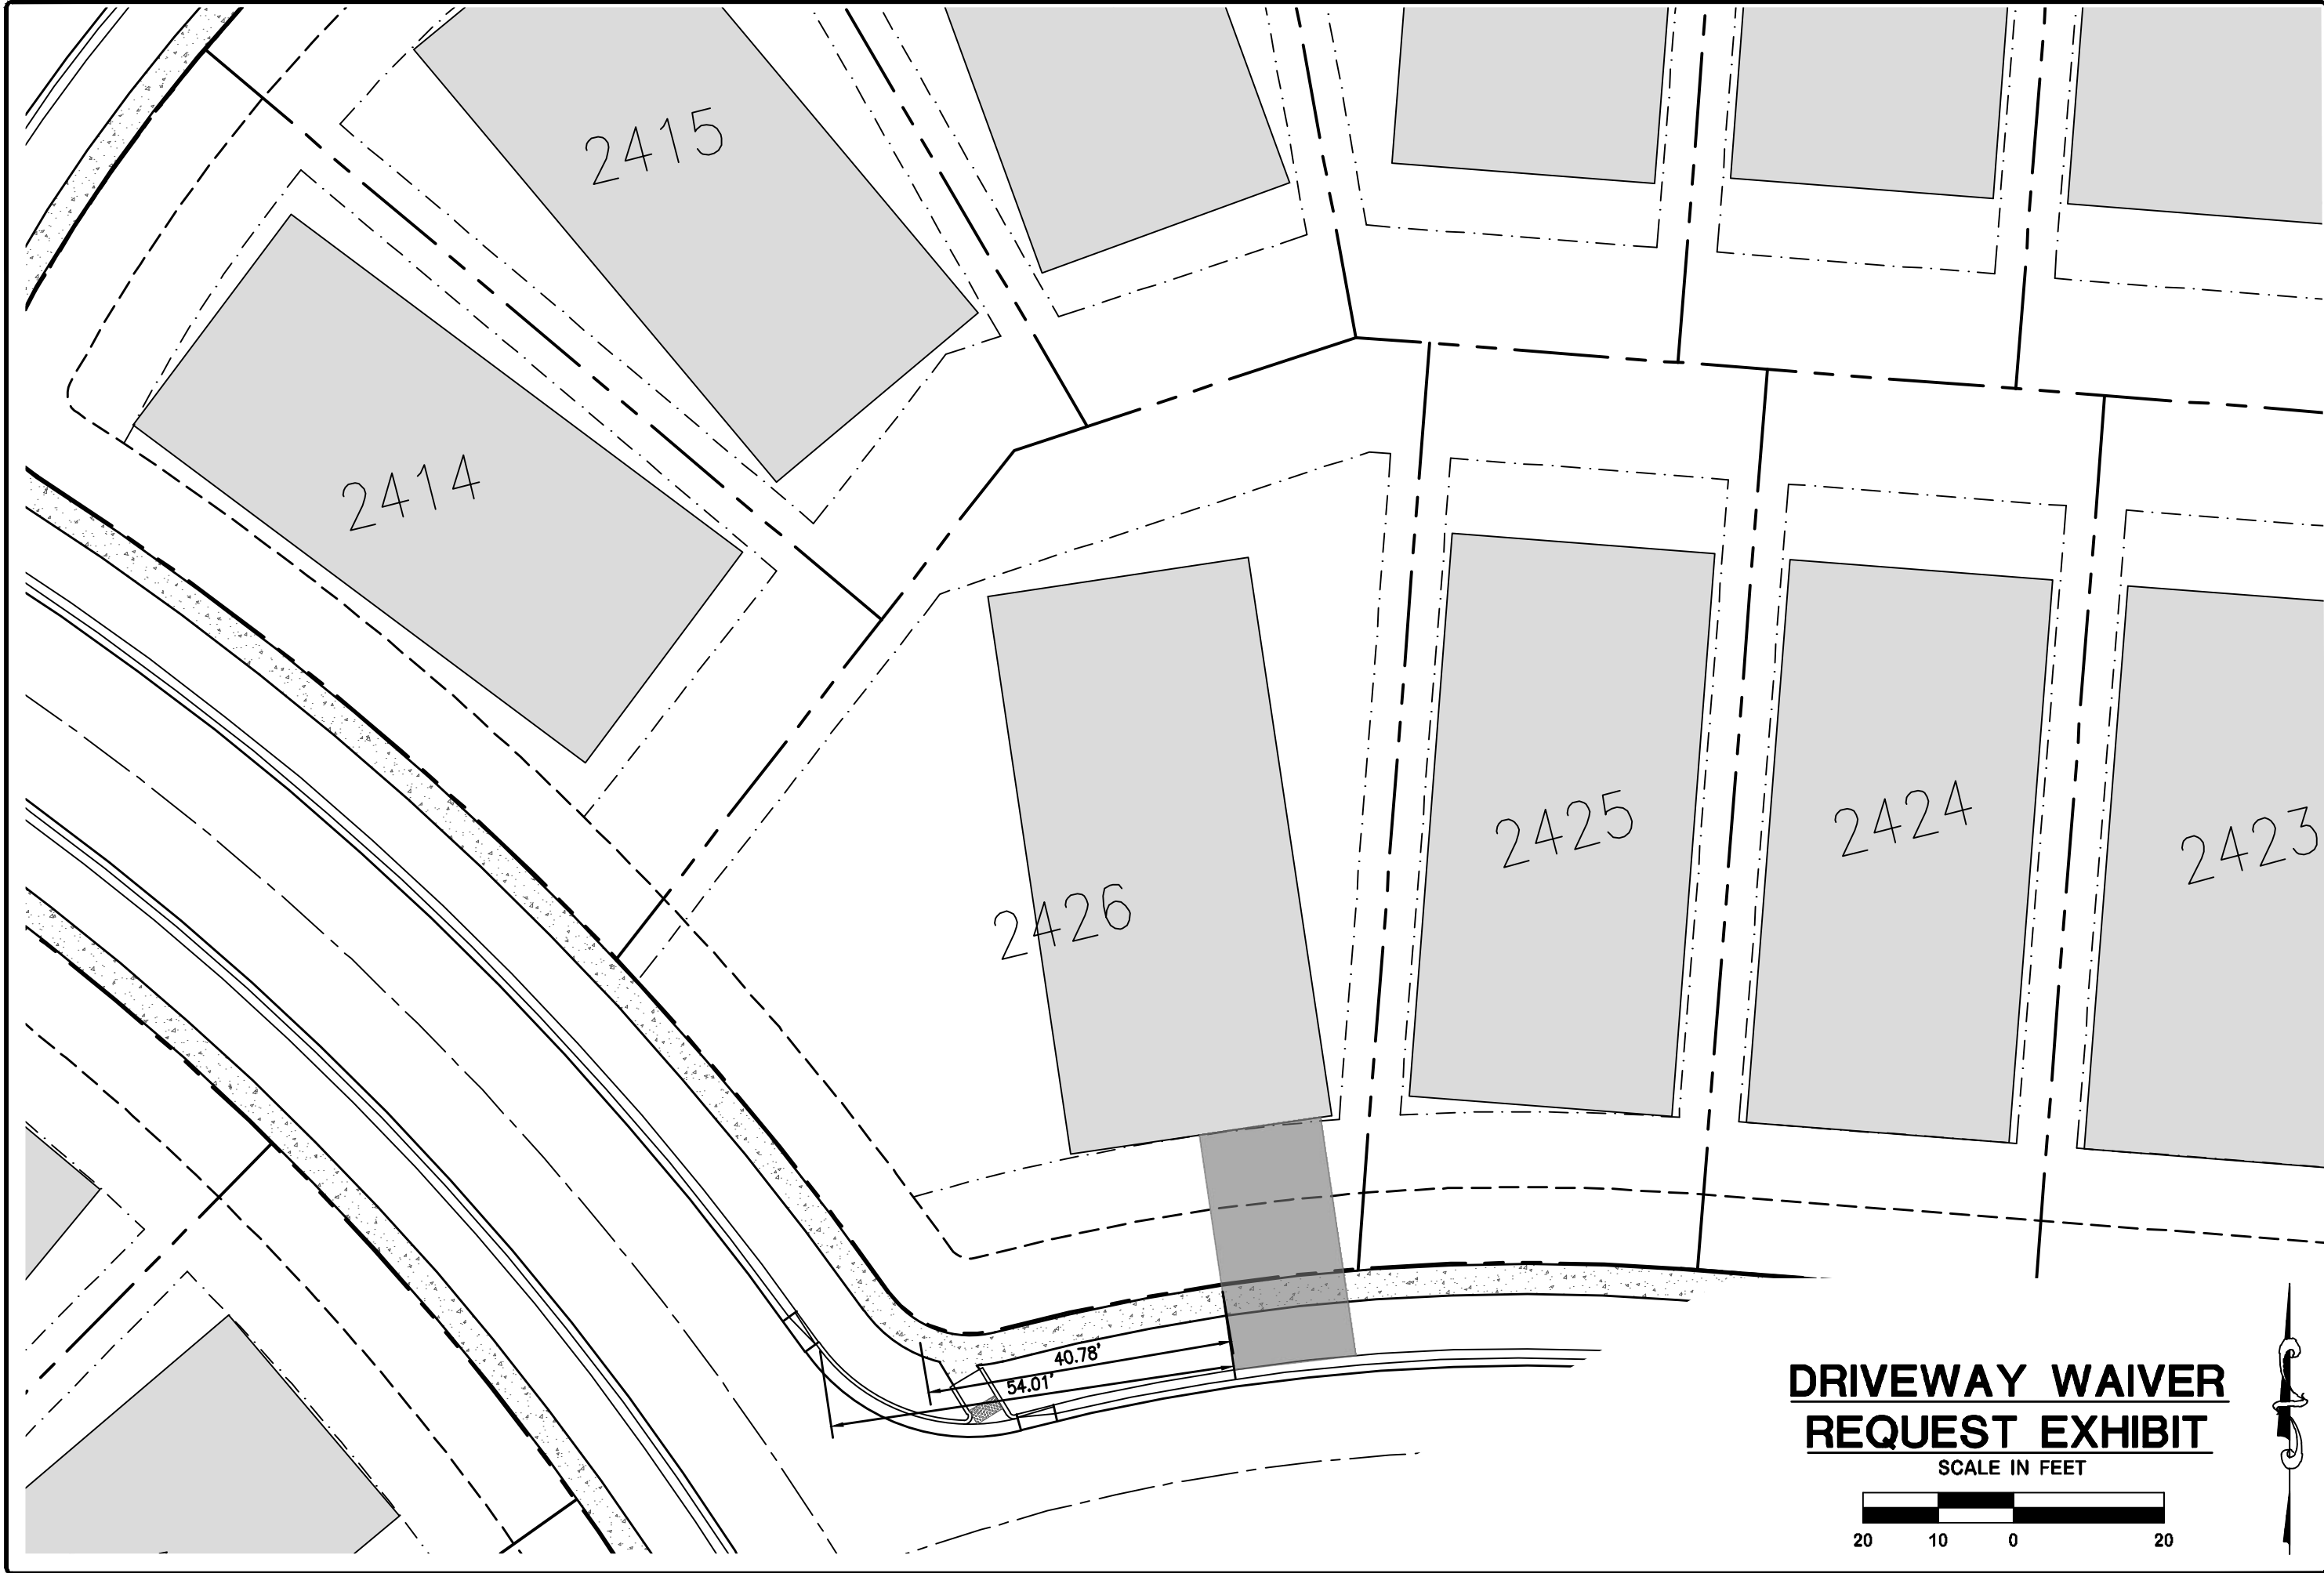 2415
2414
2426
2425
2424
2423
40.78'
54.01'
DRIVEWAY WAIVER
REQUEST EXHIBIT
SCALE IN FEET
20 10 0 20